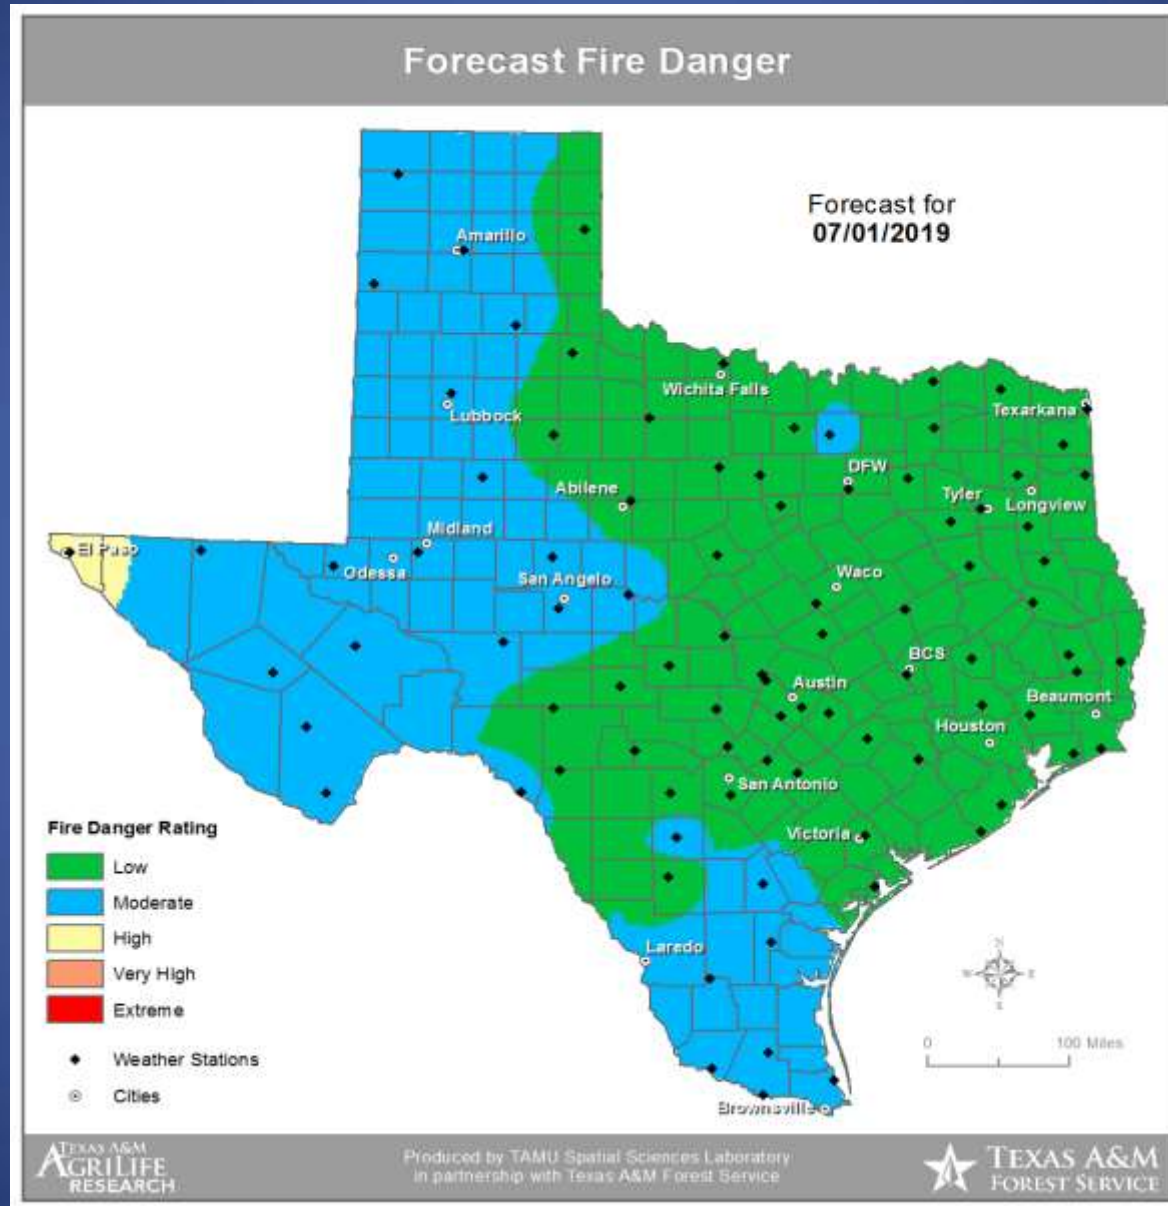 Forecast Fire Danger
Forecast for
07/01/2019
Amarillo
Wichita Falls
Lubbock
Texarkana
DFW
Abilene
Tyler
Longview
Midland
El Paso
Odessa
San Angelo
Waco
BCS
Austin
Beaumont
Houston
San Antonio
Victoria
Fire Danger Rating
Low
Moderate
High
Very High
Extreme
Laredo
N
W
E
S
0
100 Miles
Weather Stations
Cities
Brownsville
TEXAS A&M
AGRILIFE
RESEARCH
Produced by TAMU Spatial Sciences Laboratory
in partnership with Texas A&M Forest Service
TEXAS A&M
FOREST SERVICE